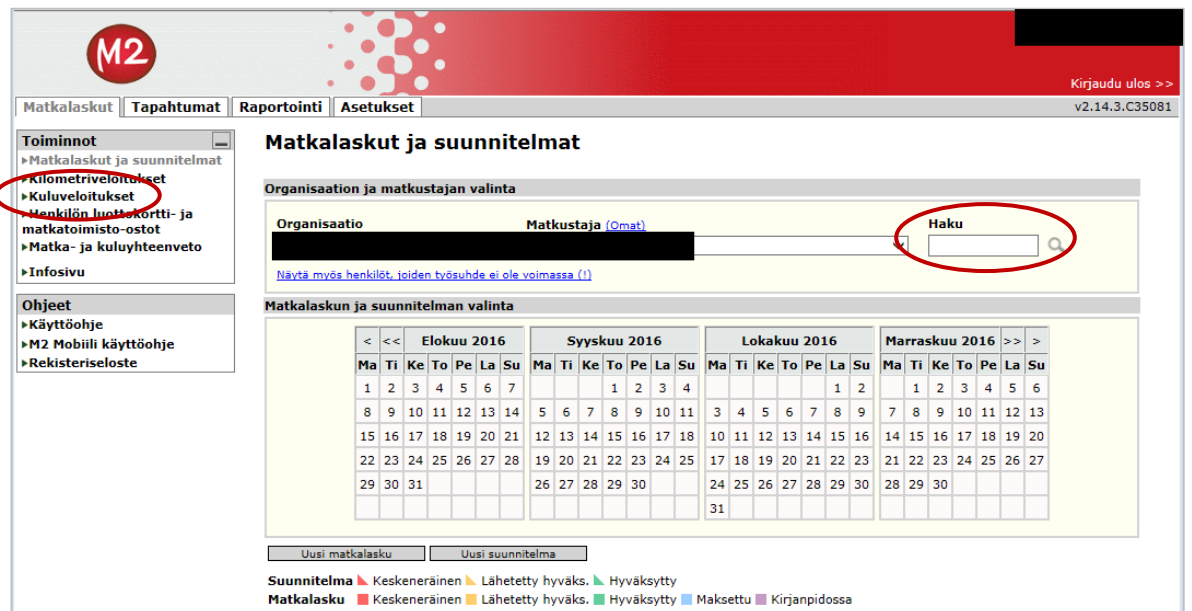 M2
Kirjaudu ulos >>
Matkalaskut Tapahtumat Raportointi Asetukset v2.14.3.C35081
Toiminnot
Matkalaskut ja suunnitelmat
Kilometriveloitukset
Kuluveloitukset
Henkilön luottokortti- ja
matkatoimisto-ostot
Matka- ja kuluyhteenveto
Infosivu
Ohjeet
Käyttöohje
M2 Mobiili käyttöohje
Rekisteriseloste
Matkalaskut ja suunnitelmat
Organisaation ja matkustajan valinta
Organisaatio Matkustaja (Omat) Haku
Näytä myös henkilöt, joiden työsuhde ei ole voimassa (!)
Matkalaskun ja suunnitelman valinta
< << Elokuu 2016 Syyskuu 2016 Lokakuu 2016 Marraskuu 2016 >> >
Ma Ti Ke To Pe La Su Ma Ti Ke To Pe La Su Ma Ti Ke To Pe La Su Ma Ti Ke To Pe La Su
1 2 3 4 5 6 7 1 2 3 4 1 2 1 2 3 4 5 6
8 9 10 11 12 13 14 5 6 7 8 9 10 11 3 4 5 6 7 8 9 7 8 9 10 11 12 13
15 16 17 18 19 20 21 12 13 14 15 16 17 18 10 11 12 13 14 15 16 14 15 16 17 18 19 20
22 23 24 25 26 27 28 19 20 21 22 23 24 25 17 18 19 20 21 22 23 21 22 23 24 25 26 27
29 30 31 26 27 28 29 30 24 25 26 27 28 29 30 28 29 30
31
Uusi matkalasku Uusi suunnitelma
Suunnitelma Keskeneräinen Lähetetty hyväks. Hyväksytty
Matkalasku Keskeneräinen Lähetetty hyväks. Hyväksytty Maksettu Kirjanpidossa